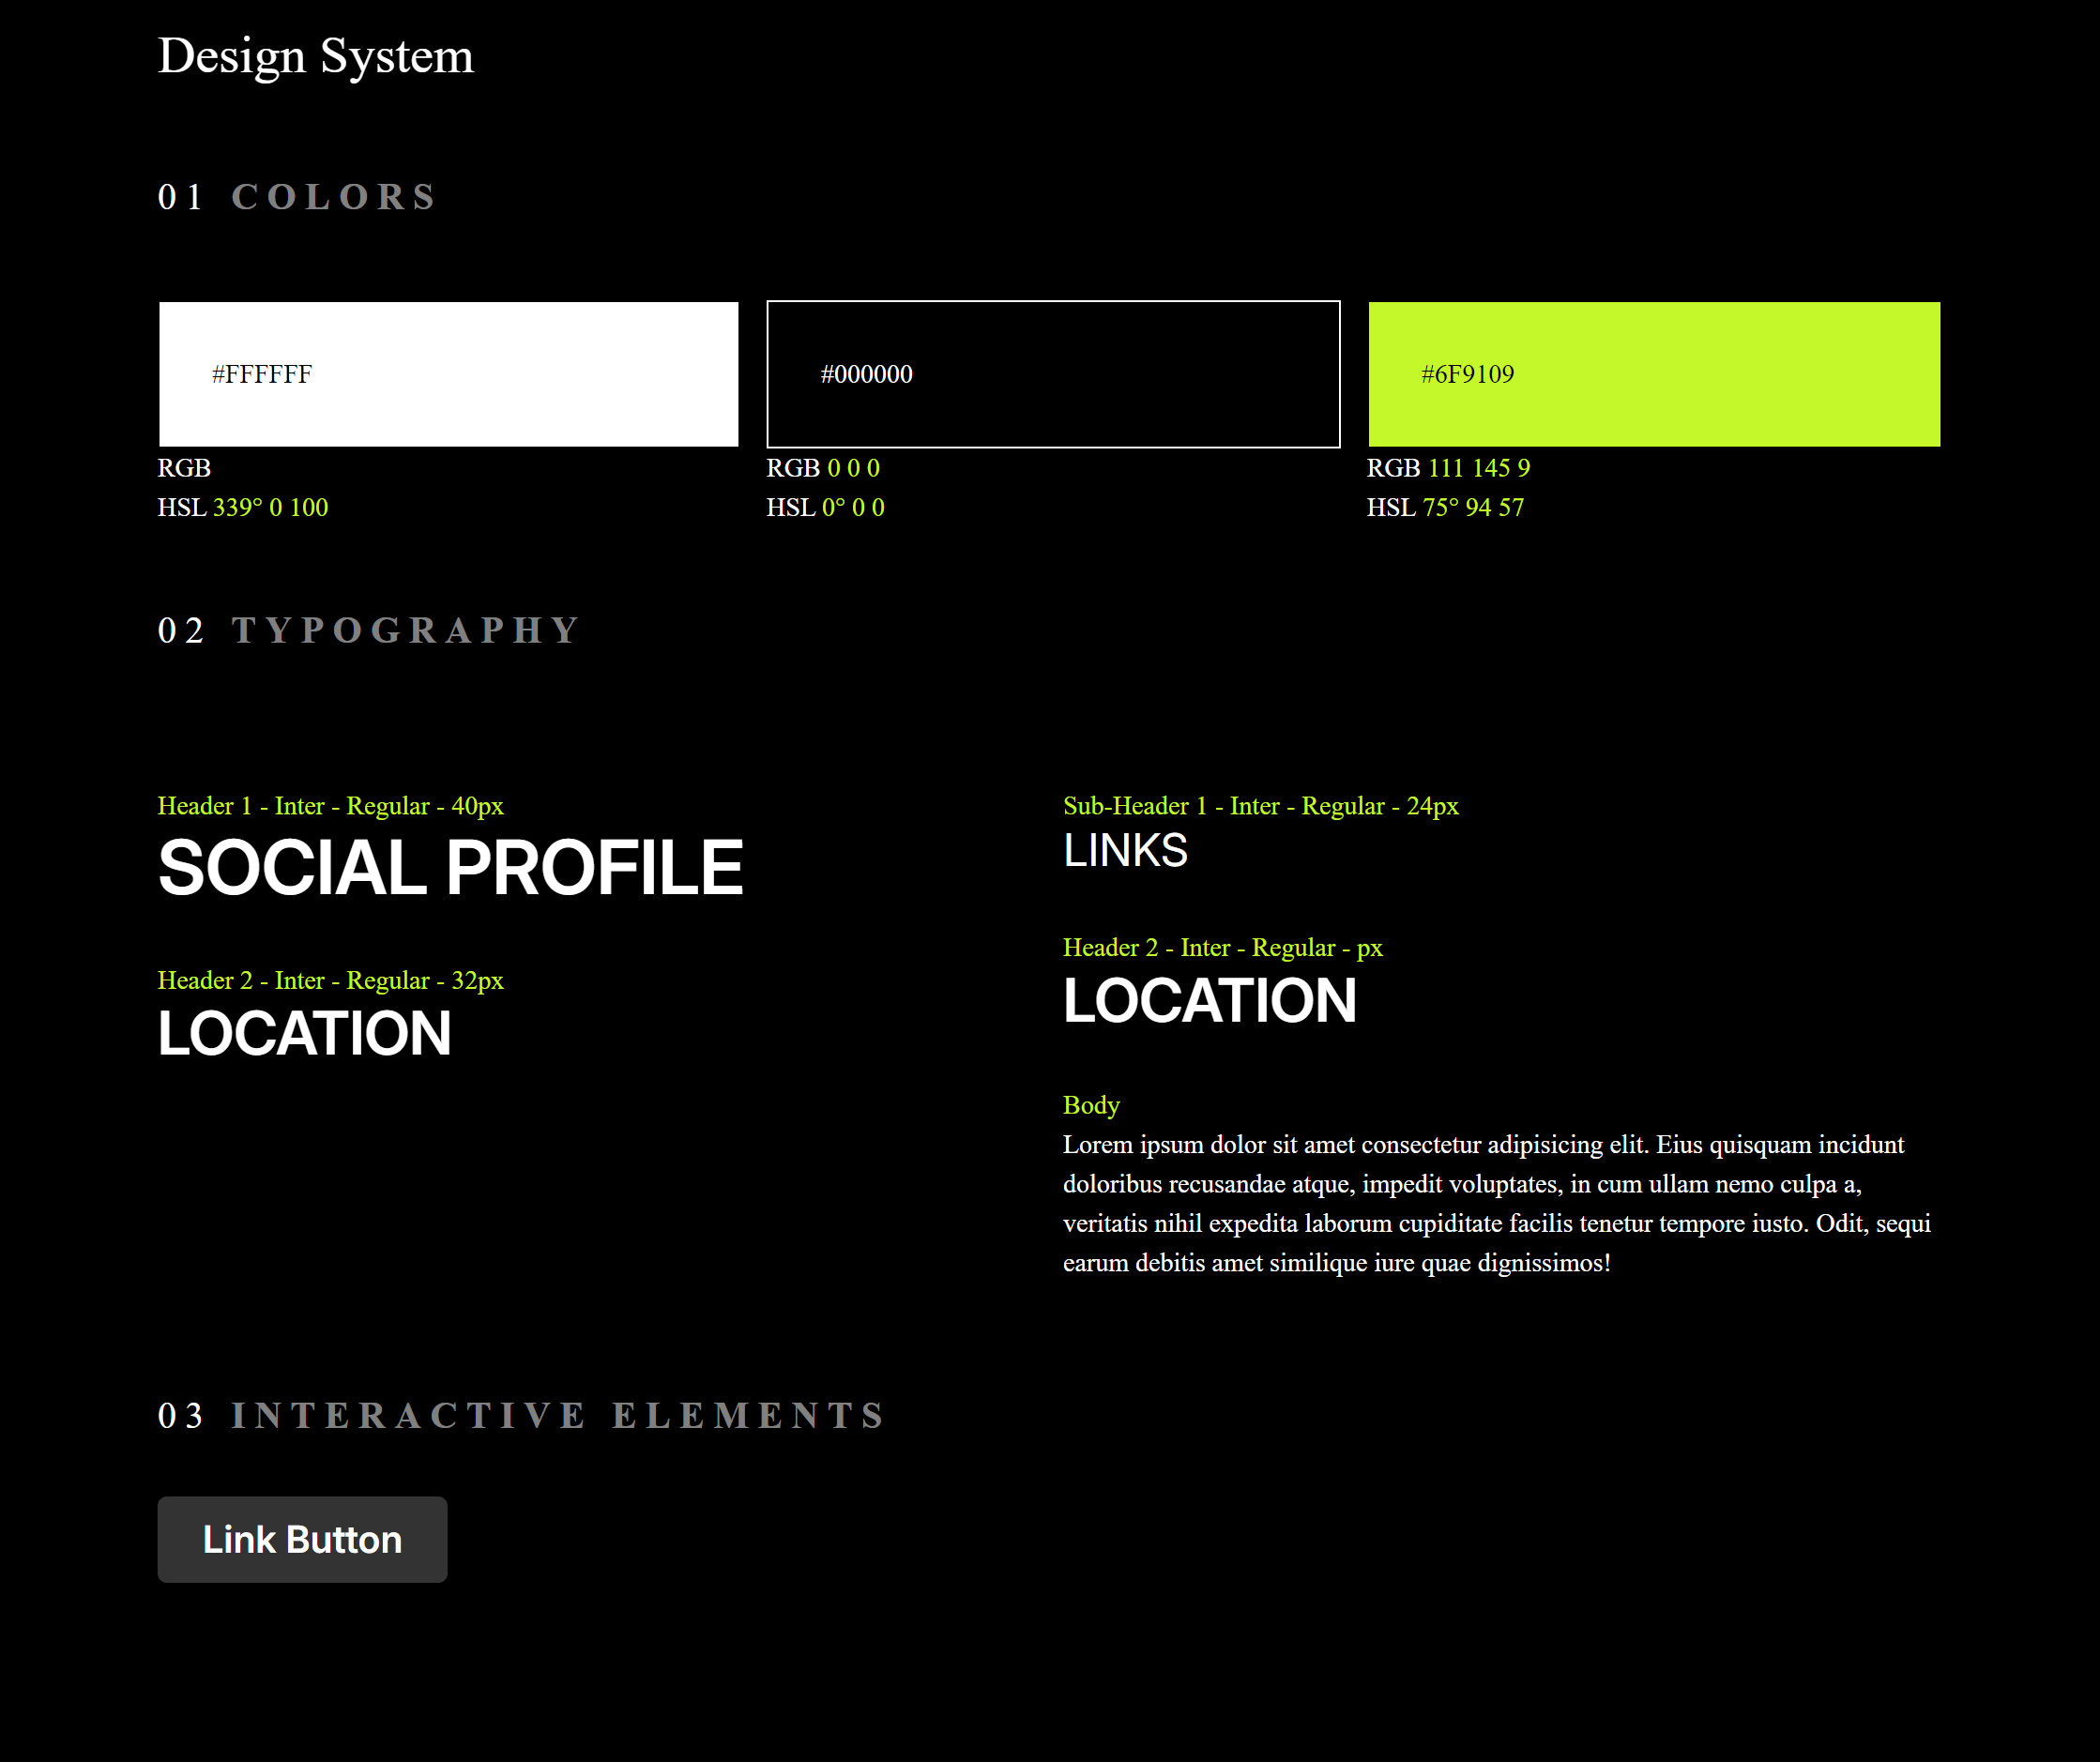 Design System
01 COLORS
#FFFFFF
RGB
HSL 339° 0 100
#000000
RGB 0 0 0
HSL 0° 0 0
#6F9109
RGB 111 145 9
HSL 75° 94 57
02 TYPOGRAPHY
Header 1 - Inter - Regular - 40px
SOCIAL PROFILE
Header 2 - Inter - Regular - 32px
LOCATION
Sub-Header 1 - Inter - Regular - 24px
LINKS
Header 2 - Inter - Regular - px
LOCATION
Body
Lorem ipsum dolor sit amet consectetur adipisicing elit. Eius quisquam incidunt
doloribus recusandae atque, impedit voluptates, in cum ullam nemo culpa a,
veritatis nihil expedita laborum cupiditate facilis tenetur tempore iusto. Odit, sequi
earum debitis amet similique iure quae dignissimos!
03 INTERACTIVE ELEMENTS
Link Button